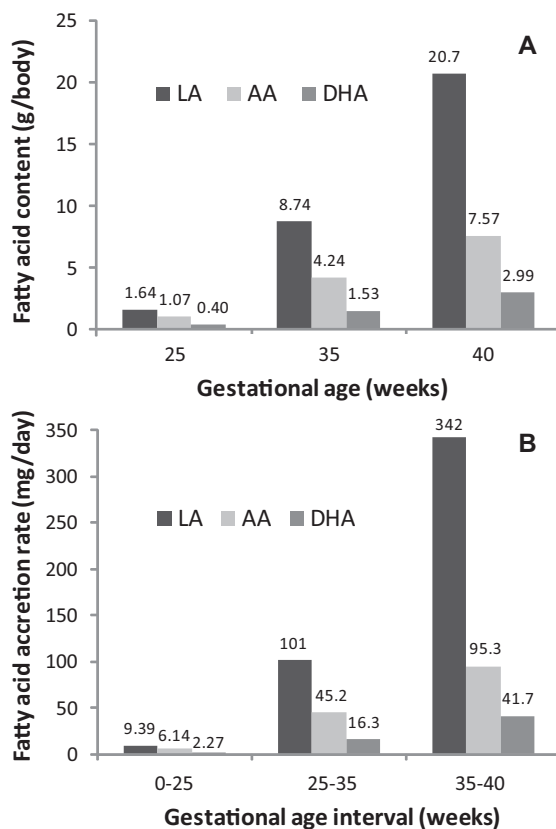 A
Fatty acid content (g/body)
25
20
15
10
5
0
LA AA DHA
1.64 1.07 0.40
8.74 4.24 1.53
20.7 7.57 2.99
25 35 40
Gestational age (weeks)
B
Fatty acid accretion rate (mg/day)
350
300
250
200
150
100
50
0
LA AA DHA
9.39 6.14 2.27
101 45.2 16.3
342 95.3 41.7
0-25 25-35 35-40
Gestational age interval (weeks)